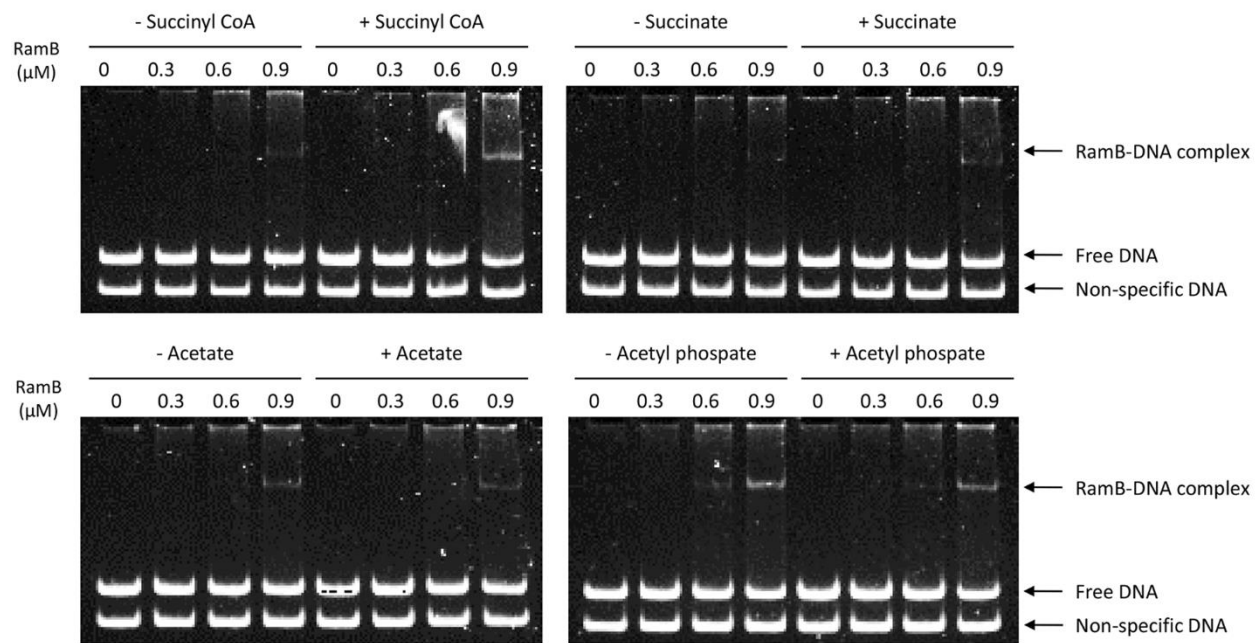 - Succinyl CoA + Succinyl CoA - Succinate + Succinate
RamB
(µM)
0 0.3 0.6 0.9 0 0.3 0.6 0.9 0 0.3 0.6 0.9 0 0.3 0.6 0.9
RamB-DNA complex
Free DNA
Non-specific DNA
- Acetate + Acetate - Acetyl phospate + Acetyl phospate
RamB
(µM)
0 0.3 0.6 0.9 0 0.3 0.6 0.9 0 0.3 0.6 0.9 0 0.3 0.6 0.9
RamB-DNA complex
Free DNA
Non-specific DNA